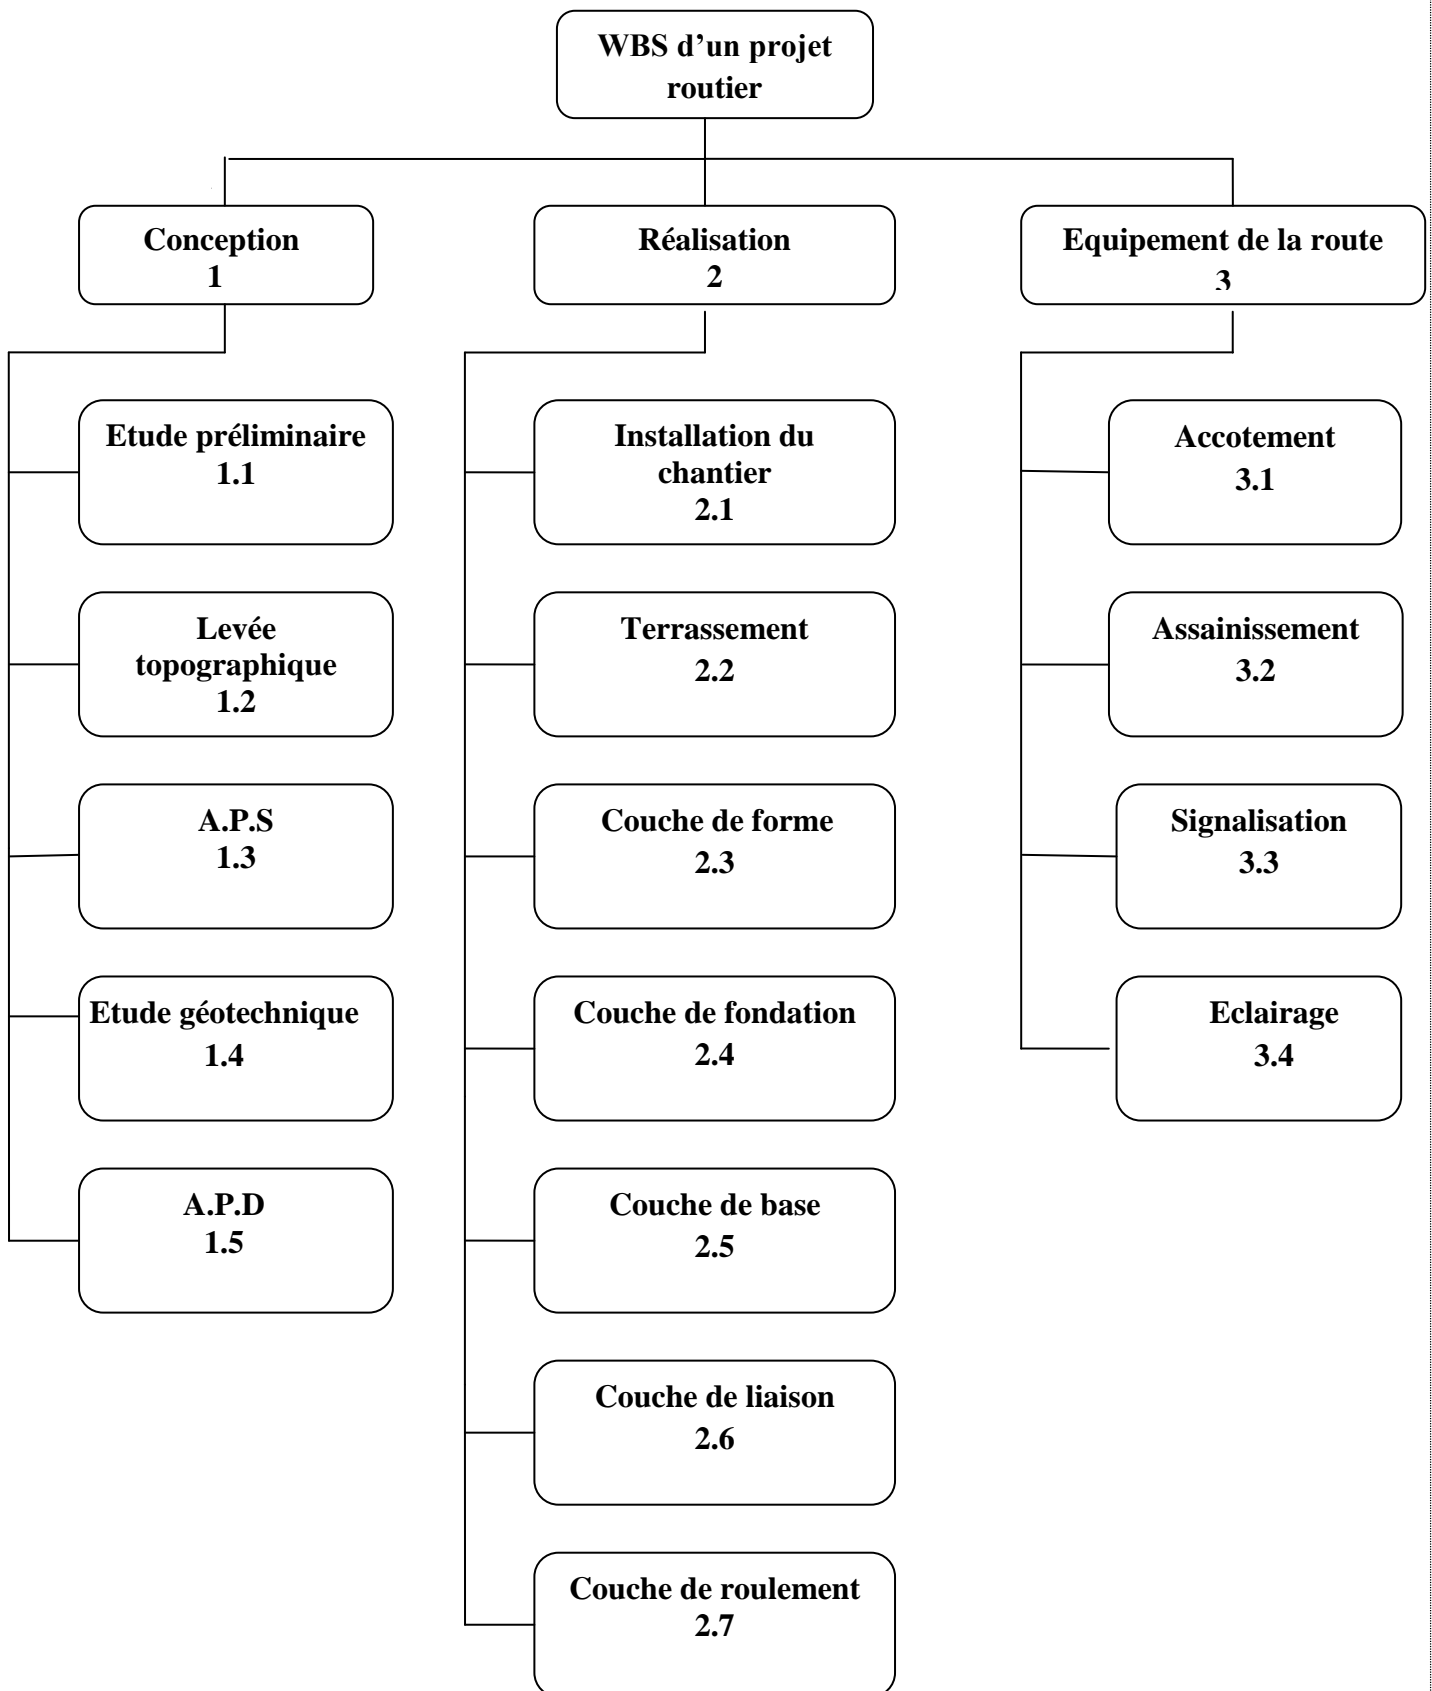 WBS d'un projet
routier
Conception
1
Réalisation
2
Equipement de la route
3
Etude préliminaire
1.1
Levée
topographique
1.2
A.P.S
1.3
Etude géotechnique
1.4
A.P.D
1.5
Installation du
chantier
2.1
Terrassement
2.2
Couche de forme
2.3
Couche de fondation
2.4
Couche de base
2.5
Couche de liaison
2.6
Couche de roulement
2.7
Accotement
3.1
Assainissement
3.2
Signalisation
3.3
Eclairage
3.4